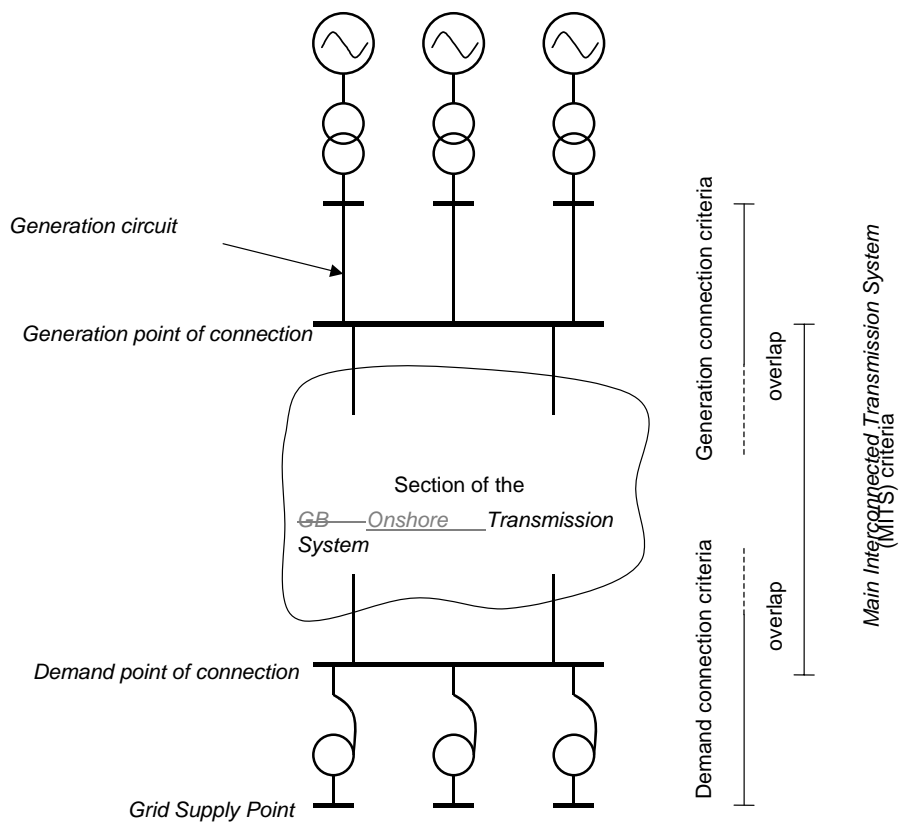 Generation circuit
Generation point of connection
Section of the
GB Onshore Transmission
System
Demand point of connection
Grid Supply Point
Generation connection criteria
overlap
Demand connection criteria
overlap
Main Interconnected Transmission System
(MITS) criteria